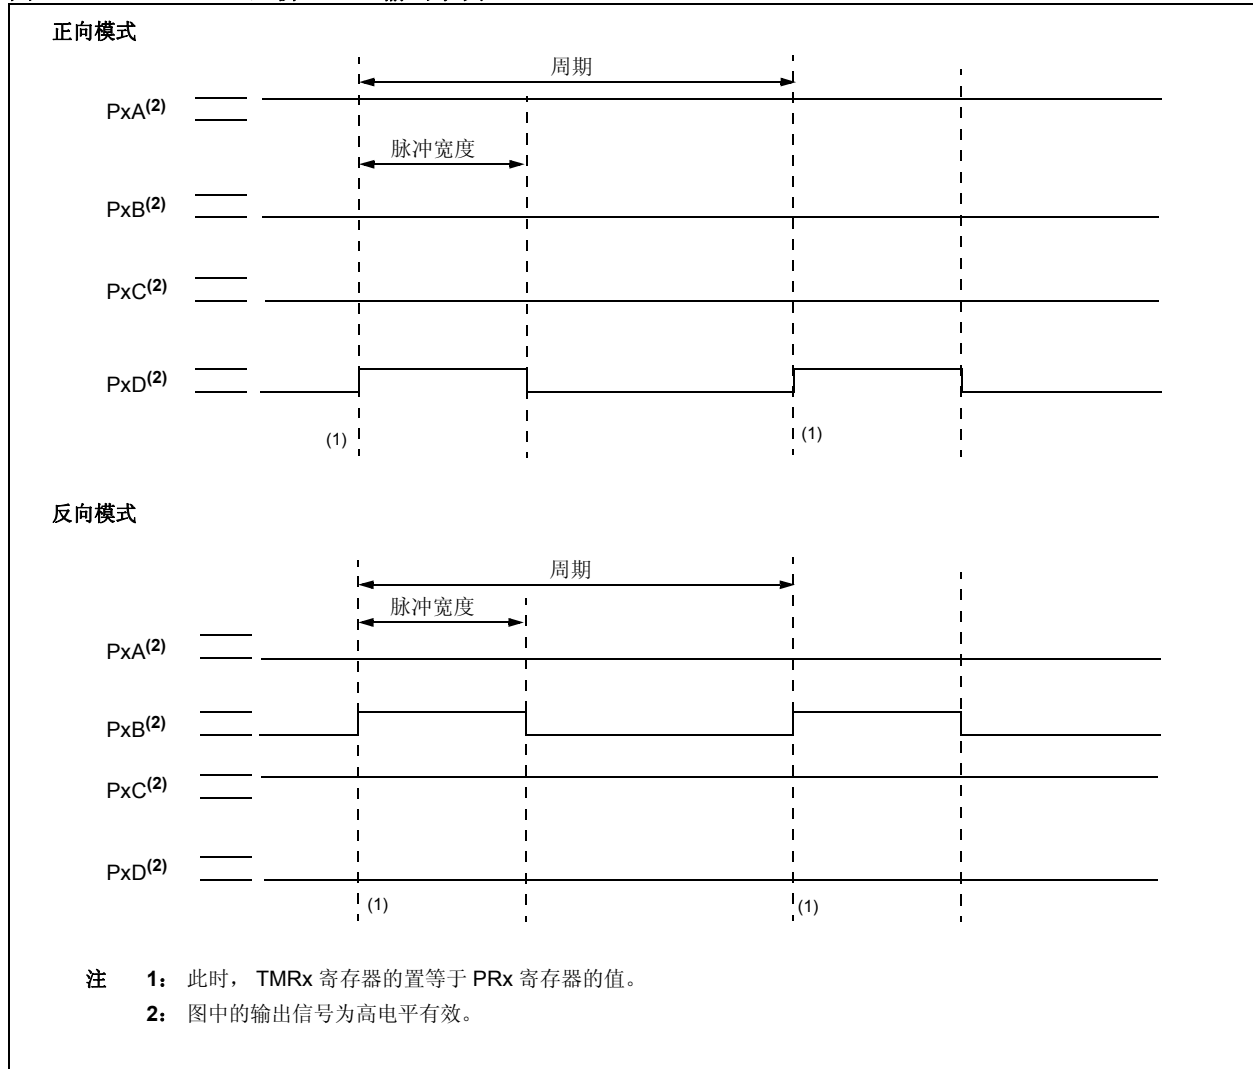 正向模式
周期
PxA(2)
脉冲宽度
PxB(2)
PxC(2)
PxD(2)
(1)
(1)
反向模式
周期
脉冲宽度
PxA(2)
PxB(2)
PxC(2)
PxD(2)
(1)
(1)
注 1： 此时， TMRx 寄存器的置等于 PRx 寄存器的值。
2： 图中的输出信号为高电平有效。